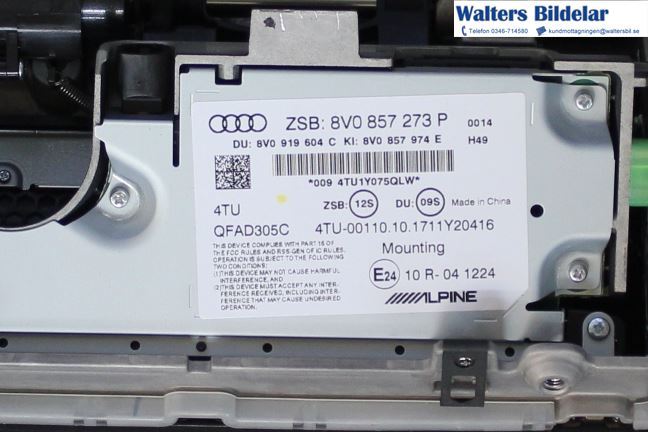 Walters Bildelar
Telefon 0346-714580 kundmottagningen@waltersbil.se
ZSB: 8V0 857 273 P 0014
DU: 8V0 919 604 C KI: 8V0 857 974 E H49
*009 4TU1Y075QLW*
4TU ZSB: 12S DU: 09S Made in China
QFAD305C 4TU-00110.10.1711Y20416
THIS DEVICE COMPLIES WITH PART 15 OF
THE FCC RULES AND RSS-GEN OF IC RULES.
OPERATION IS SUBJECT TO THE FOLLOWING
TWO CONDITIONS:
(1)THIS DEVICE MAY NOT CAUSE HARMFUL
INTERFERENCE, AND
(2)THIS DEVICE MUST ACCEPT ANY INTER-
FERENCE RECEIVED, INCLUDING INTER-
FERENCE THAT MAY CAUSE UNDESIRED
OPERATION.
Mounting
E24 10 R-04 1224
ALPINE